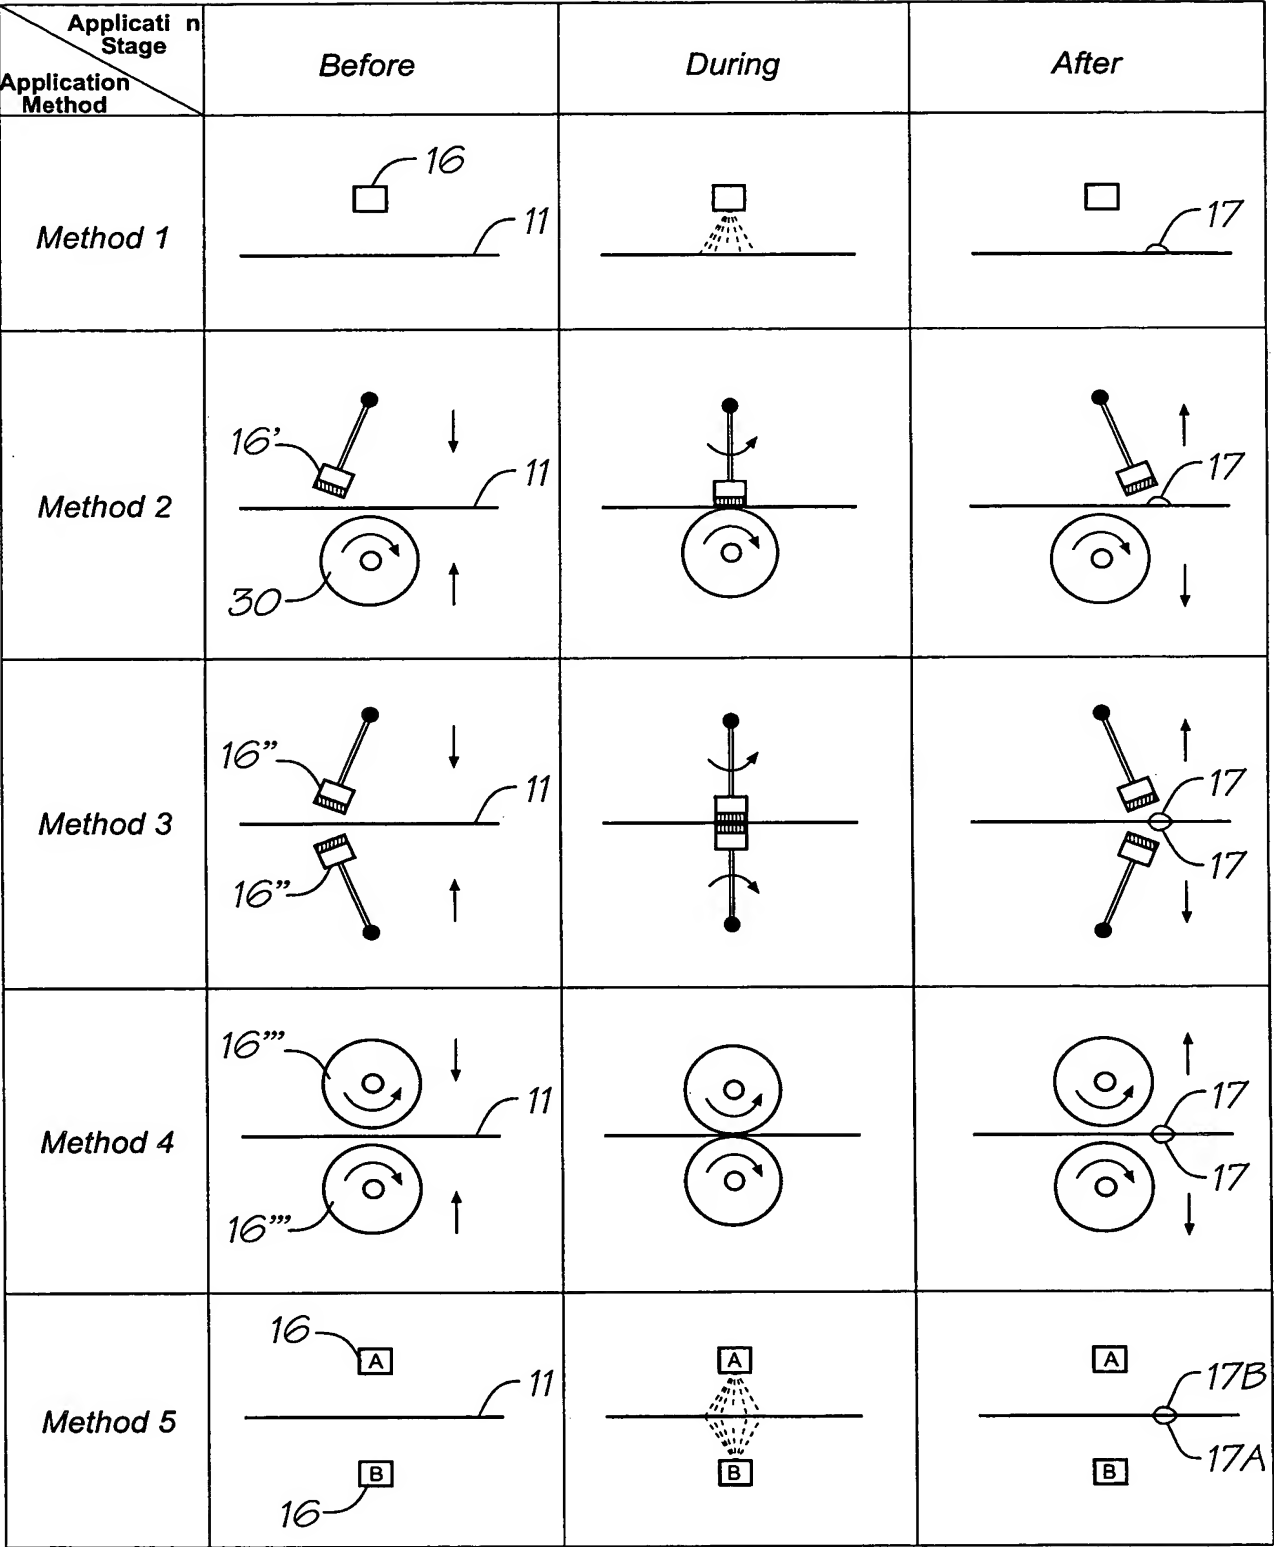 Applicati n
Stage
Application
Method
Before
During
After
Method 1
16
11
17
Method 2
16'
11
30
17
Method 3
16"
11
16"
17
17
Method 4
16'''
11
16'''
17
17
Method 5
16
A
11
B
16
A
B
A
17B
17A
B